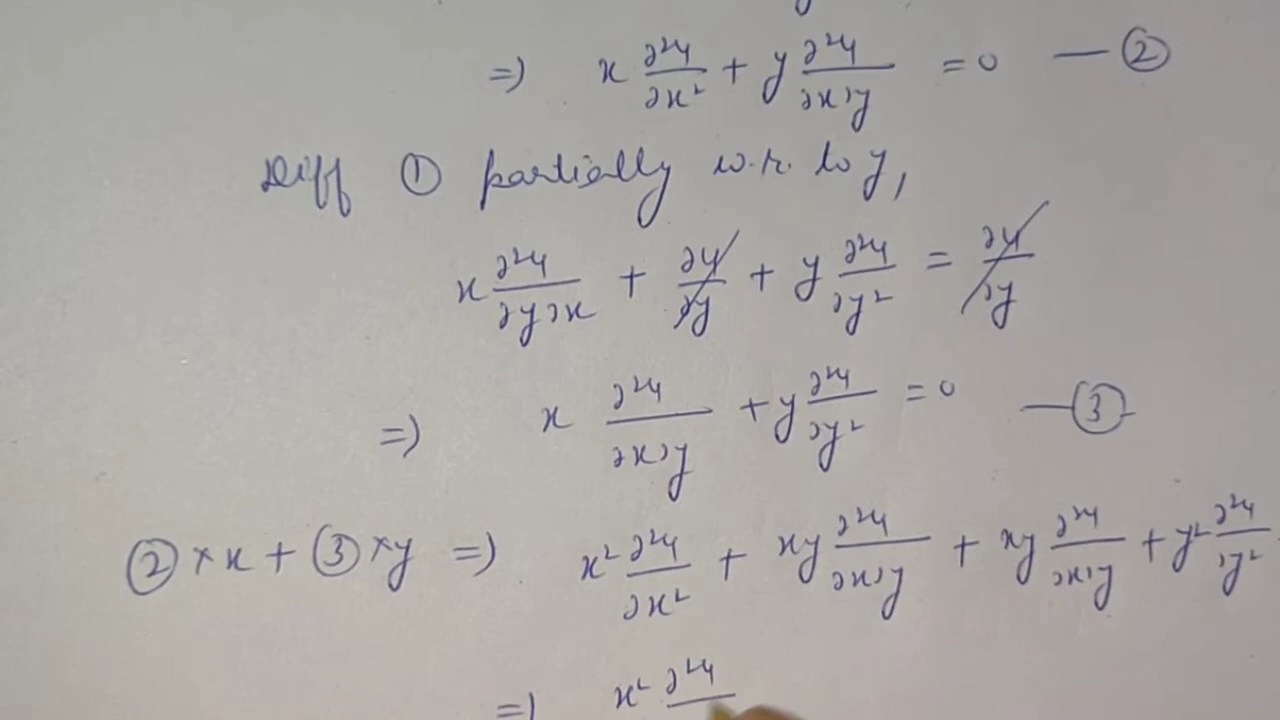 => x ∂²u/∂x² + y ∂²u/∂x∂y = 0 — ②
Diff ① partially w.r. to y,
x ∂²u/∂y∂x + ∂u/∂y + y ∂²u/∂y² = ∂u/∂y
=> x ∂²u/∂x∂y + y ∂²u/∂y² = 0 — ③
② × x + ③ × y => x² ∂²u/∂x² + xy ∂²u/∂x∂y + xy ∂²u/∂x∂y + y² ∂²u/∂y²
=> x² ∂²u